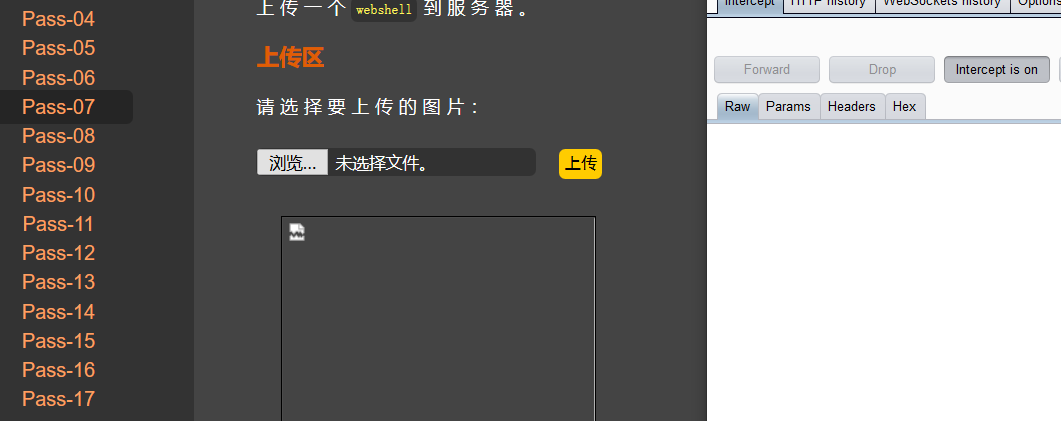 Pass-04
Pass-05
Pass-06
Pass-07
Pass-08
Pass-09
Pass-10
Pass-11
Pass-12
Pass-13
Pass-14
Pass-15
Pass-16
Pass-17
上传一个 webshell 到服务器。
上传区
请选择要上传的图片：
浏览... 未选择文件。 上传
Intercept HTTP history WebSockets history Options
Forward Drop Intercept is on
Raw Params Headers Hex